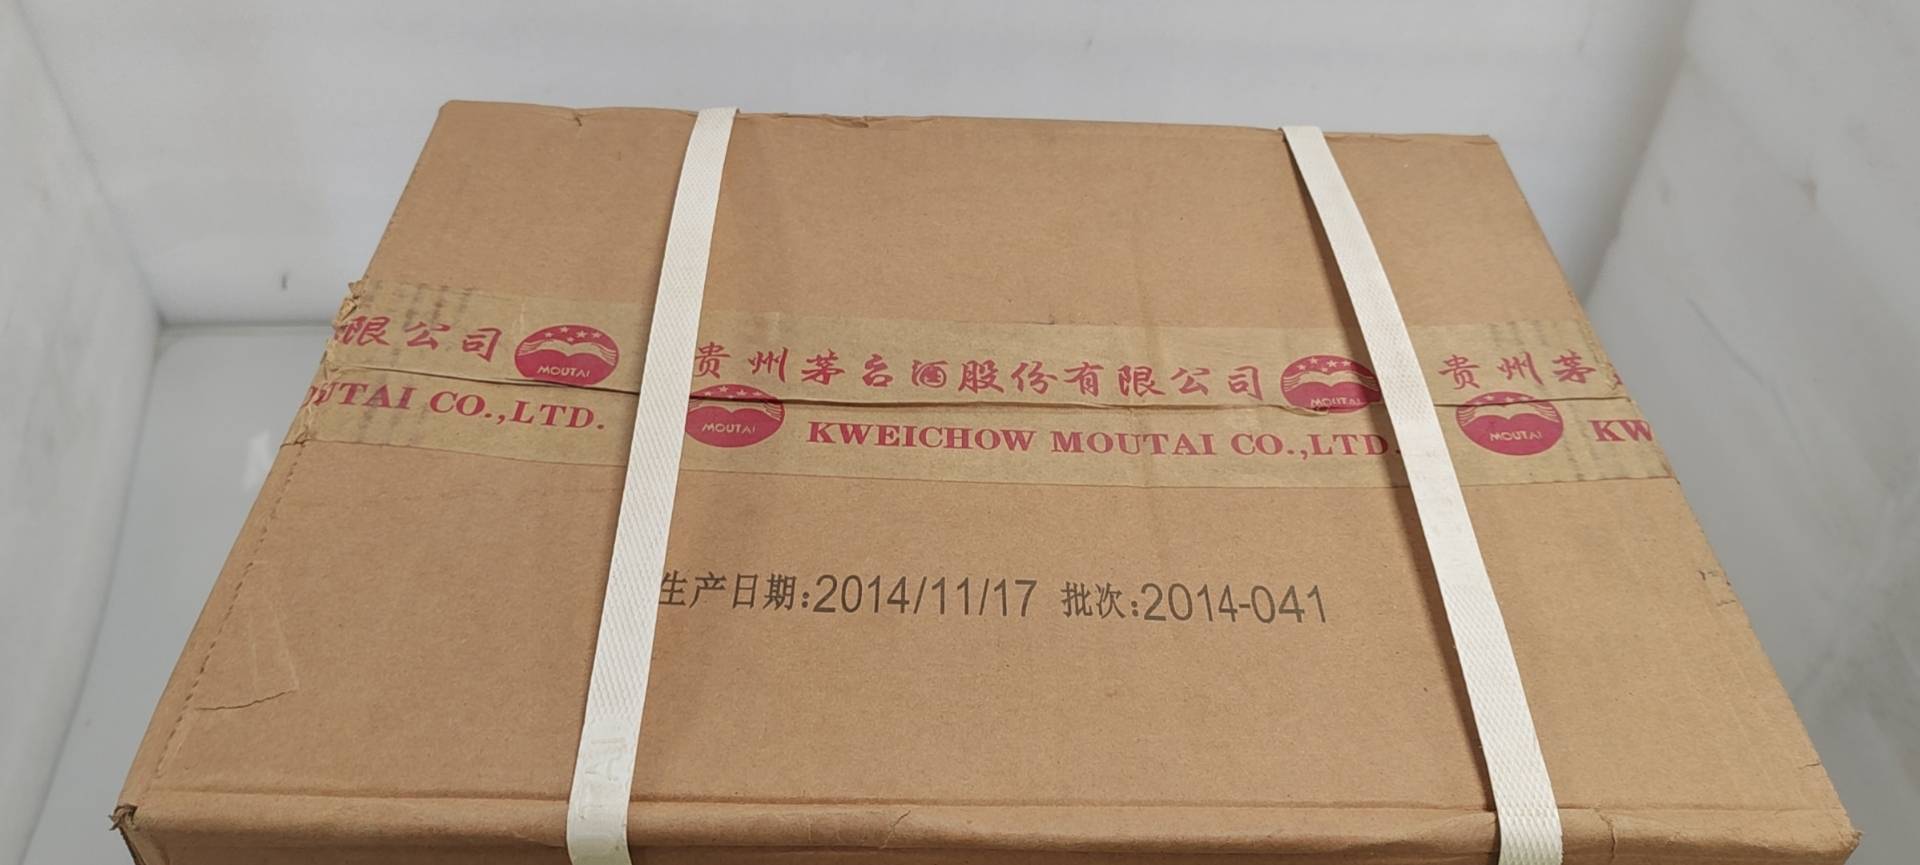 限公司 MOUTAI 贵州茅台酒股份有限公司 MOUTAI 贵州茅
UTAI CO.,LTD. MOUTAI KWEICHOW MOUTAI CO.,LTD. MOUTAI KW
生产日期:2014/11/17 批次:2014-041